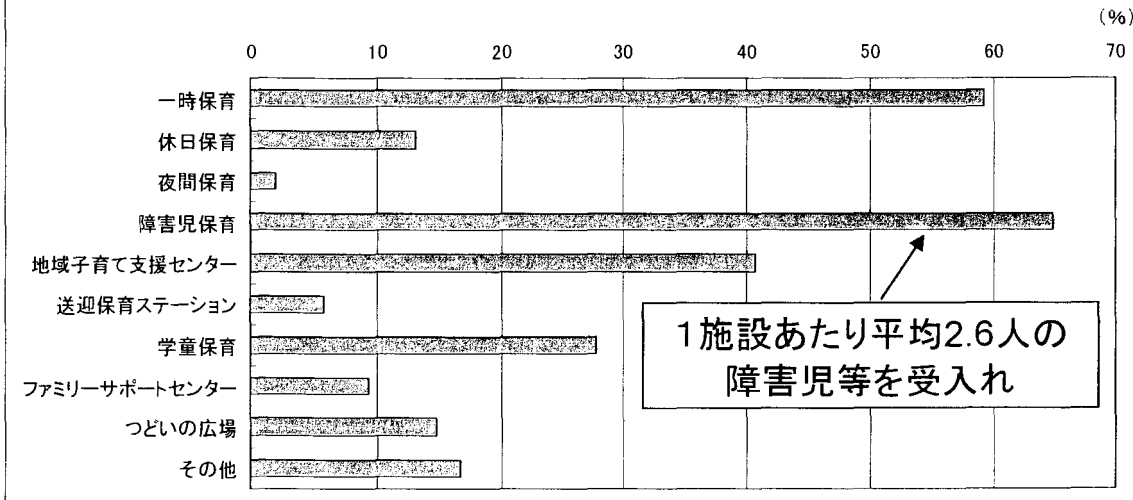 (%)
0 10 20 30 40 50 60 70
一時保育
休日保育
夜間保育
障害児保育
地域子育て支援センター
送迎保育ステーション
学童保育
ファミリーサポートセンター
つどいの広場
その他
1施設あたり平均2.6人の
障害児等を受入れ